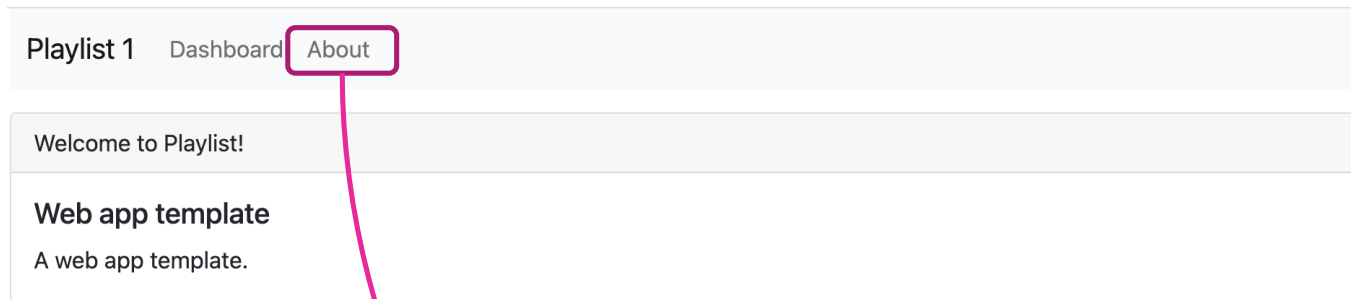 Playlist 1 Dashboard About
Welcome to Playlist!
Web app template
A web app template.